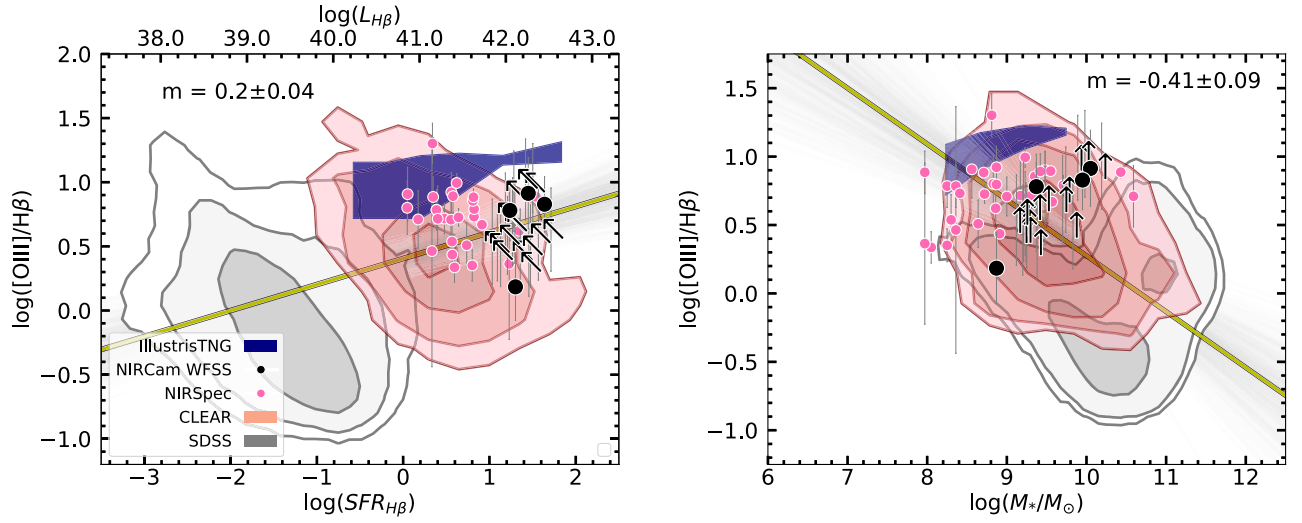 log(L_Hβ)
38.0 39.0 40.0 41.0 42.0 43.0
m = 0.2±0.04
log([OIII]/Hβ)
2.0
1.5
1.0
0.5
0.0
−0.5
−1.0
IllustrisTNG
NIRCam WFSS
NIRSpec
CLEAR
SDSS
−3 −2 −1 0 1 2
log(SFR_Hβ)
m = -0.41±0.09
log([OIII]/Hβ)
1.5
1.0
0.5
0.0
−0.5
−1.0
6 7 8 9 10 11 12
log(M_*/M_⊙)